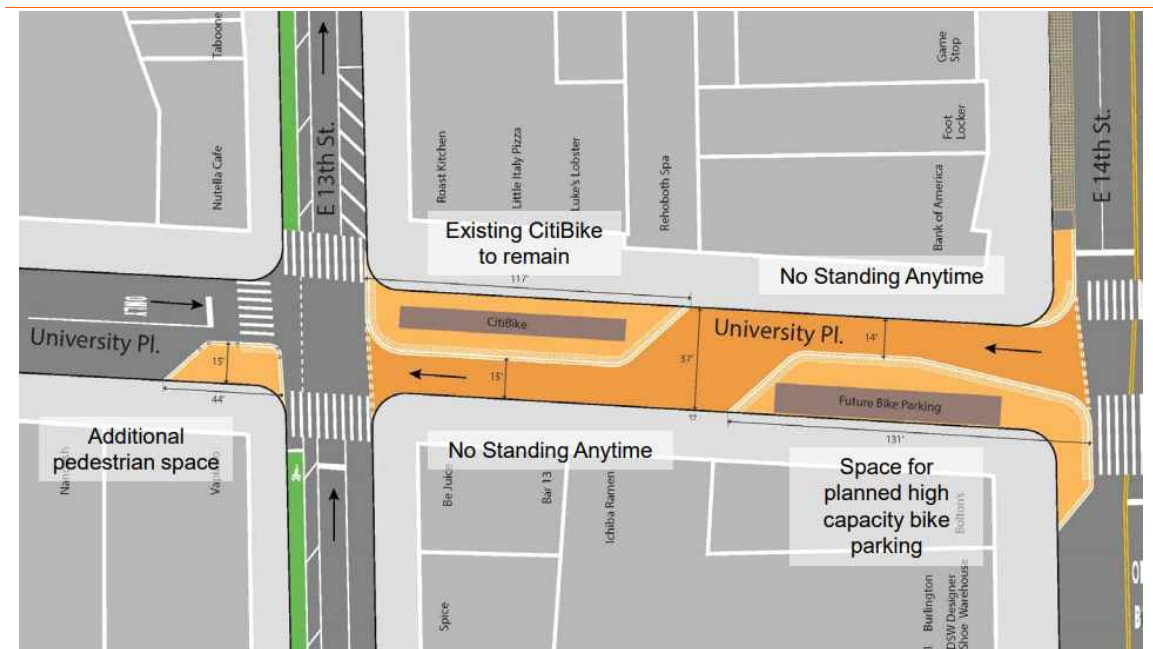 Taboone
Nutella Cafe
E 13th St.
Roast Kitchen
Little Italy Pizza
Luke's Lobster
Rehoboth Spa
Game
Stop
Foot
Locker
Bank of America
E 14th St.
Existing CitiBike
to remain
117'
No Standing Anytime
ONLY
University Pl.
CitiBike
University Pl.
14'
15'
37'
15'
44'
Future Bike Parking
17'
131'
Additional
pedestrian space
No Standing Anytime
Space for
planned high
capacity bike
parking
Be Juice
Bar 13
Ichiba Ramen
Bolton's
Spice
Burlington
DSW Designer
Shoe Warehouse